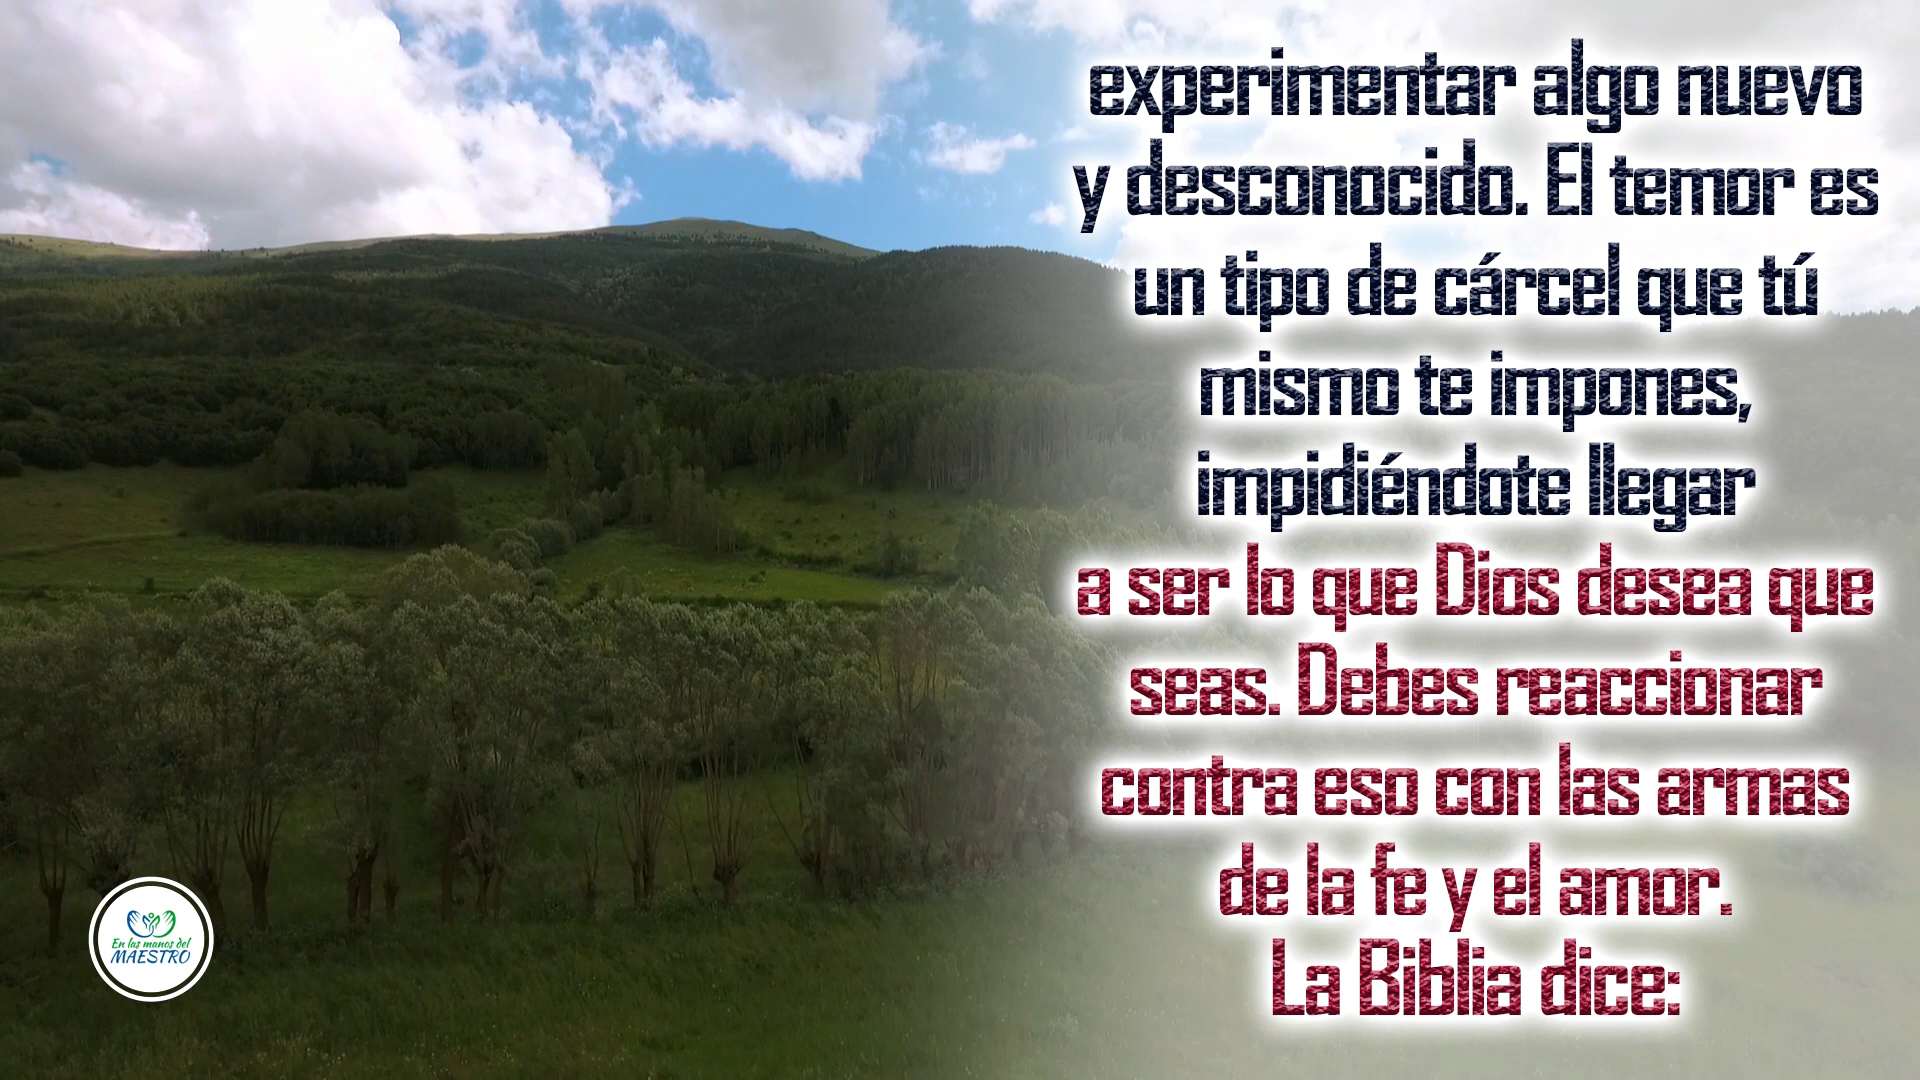 experimentar algo nuevo
y desconocido. El temor es
un tipo de cárcel que tú
mismo te impones,
impidiéndote llegar
a ser lo que Dios desea que
seas. Debes reaccionar
contra eso con las armas
de la fe y el amor.
La Biblia dice:
En las manos del
MAESTRO